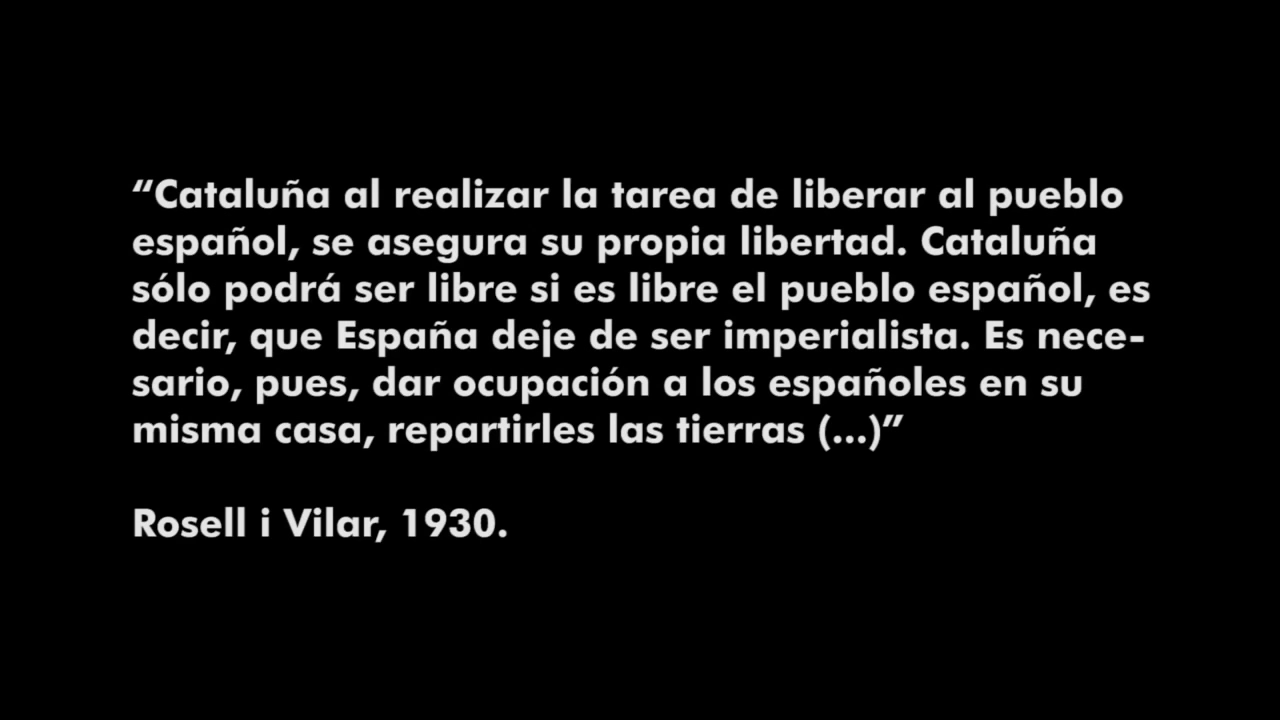 “Cataluña al realizar la tarea de liberar al pueblo
español, se asegura su propia libertad. Cataluña
sólo podrá ser libre si es libre el pueblo español, es
decir, que España deje de ser imperialista. Es nece-
sario, pues, dar ocupación a los españoles en su
misma casa, repartirles las tierras (...)”
Rosell i Vilar, 1930.